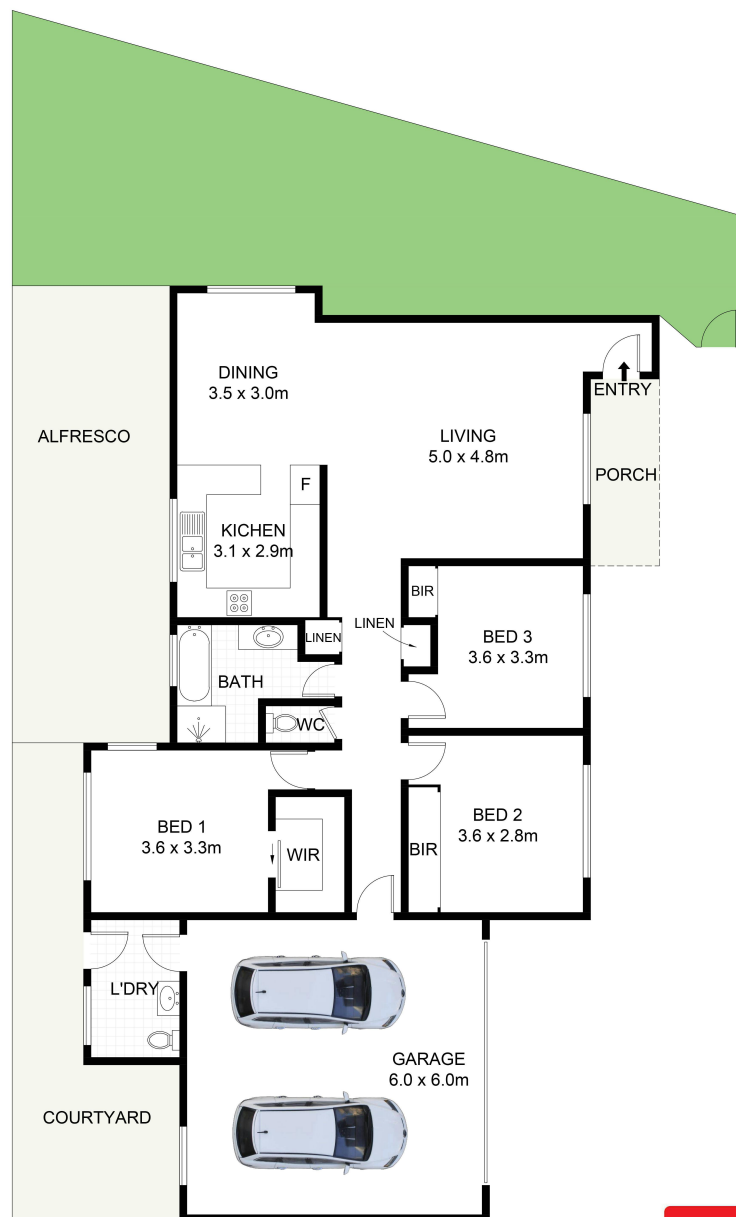 DINING
3.5 x 3.0m
ENTRY
ALFRESCO
LIVING
5.0 x 4.8m
PORCH
F
KICHEN
3.1 x 2.9m
BIR
LINEN
LINEN
BED 3
3.6 x 3.3m
BATH
WC
BED 1
3.6 x 3.3m
WIR
BED 2
3.6 x 2.8m
BIR
L'DRY
GARAGE
6.0 x 6.0m
COURTYARD